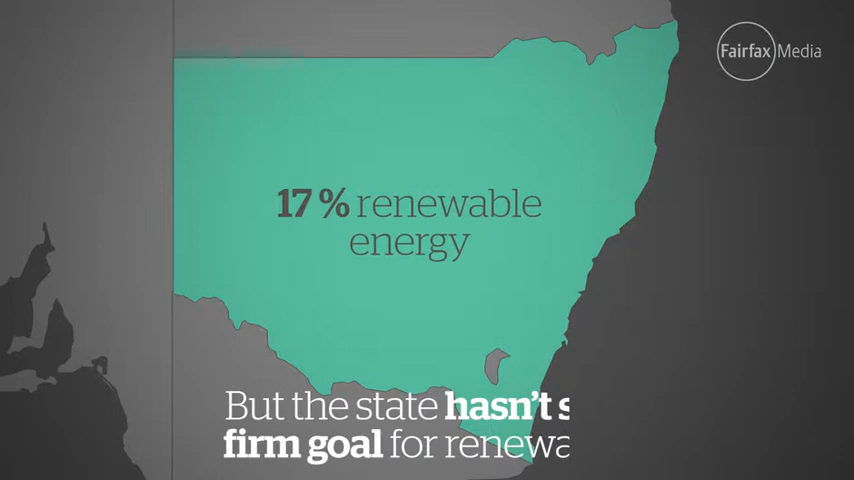 Fairfax Media
17% renewable
energy
But the state hasn't s
firm goal for renewa